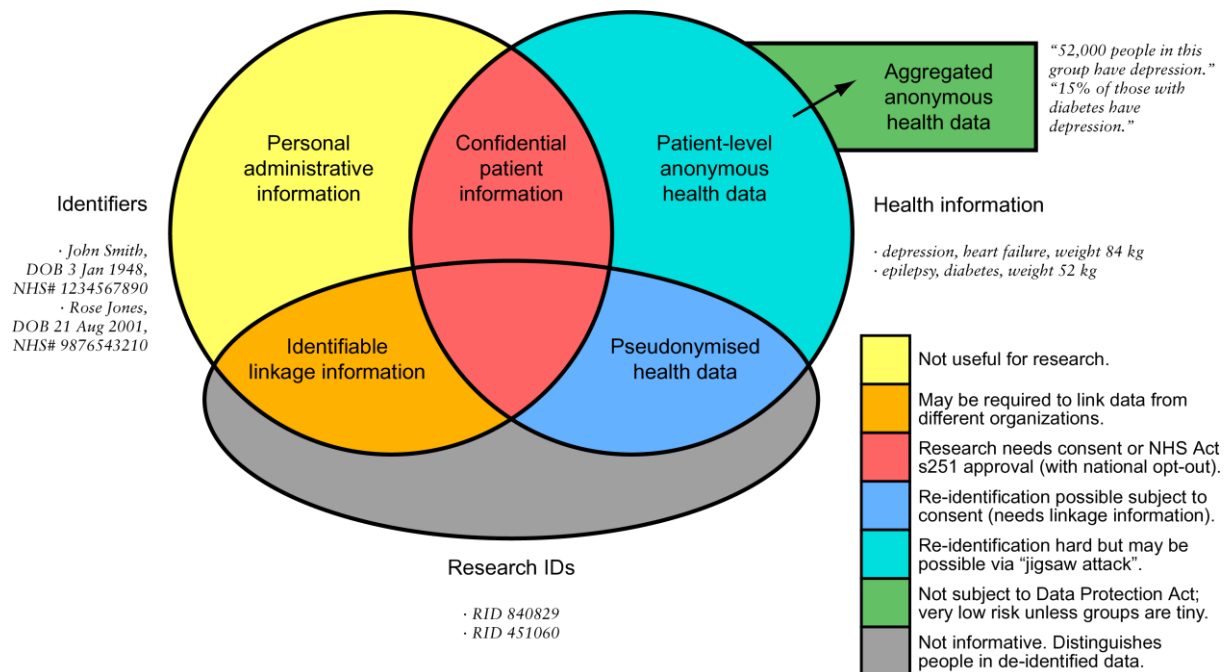 Personal
administrative
information
Confidential
patient
information
Patient-level
anonymous
health data
Aggregated
anonymous
health data
“52,000 people in this
group have depression.”
“15% of those with
diabetes have
depression.”
Identifiers
· John Smith,
DOB 3 Jan 1948,
NHS# 1234567890
· Rose Jones,
DOB 21 Aug 2001,
NHS# 9876543210
Health information
· depression, heart failure, weight 84 kg
· epilepsy, diabetes, weight 52 kg
Identifiable
linkage information
Pseudonymised
health data
Research IDs
· RID 840829
· RID 451060
Not useful for research.
May be required to link data from
different organizations.
Research needs consent or NHS Act
s251 approval (with national opt-out).
Re-identification possible subject to
consent (needs linkage information).
Re-identification hard but may be
possible via “jigsaw attack”.
Not subject to Data Protection Act;
very low risk unless groups are tiny.
Not informative. Distinguishes
people in de-identified data.